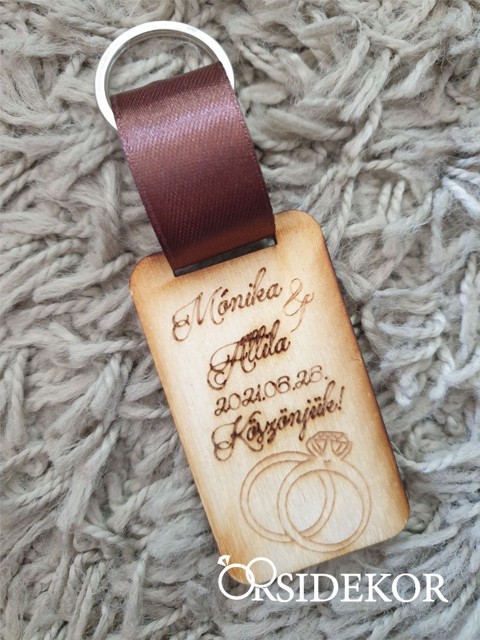 Mónika &
Attila
2021.06.26.
Köszönjük!
ORSIDEKOR